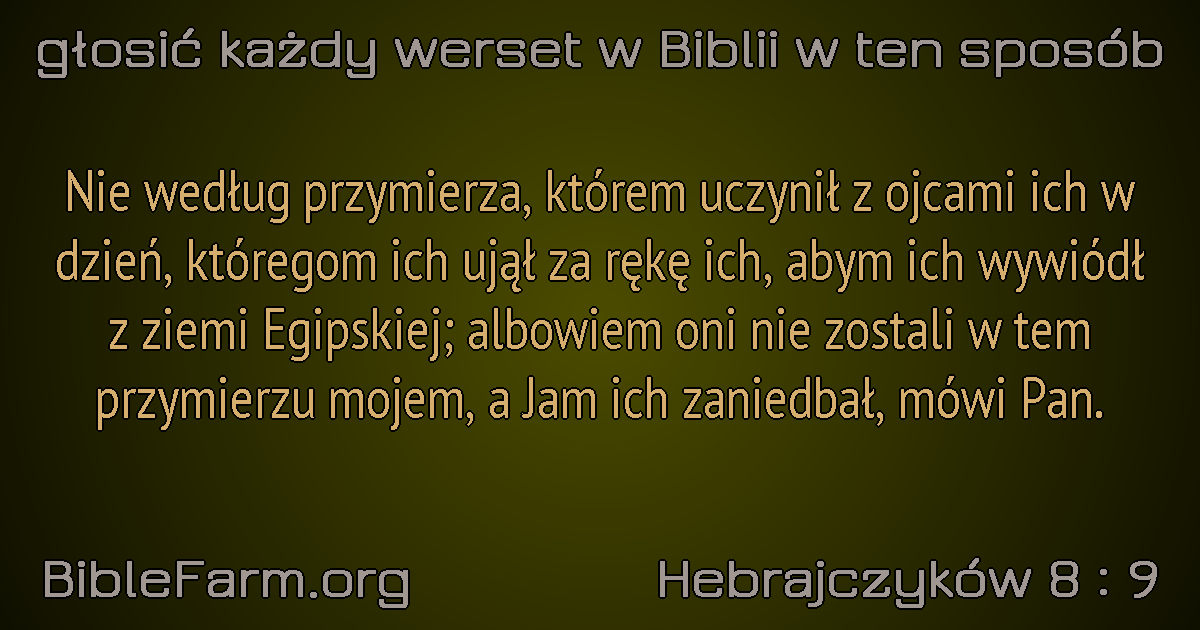 głosić każdy werset w Biblii w ten sposób
Nie według przymierza, którem uczynił z ojcami ich w
dzień, któregom ich ujął za rękę ich, abym ich wywiódł
z ziemi Egipskiej; albowiem oni nie zostali w tem
przymierzu mojem, a Jam ich zaniedbał, mówi Pan.
BibleFarm.org
Hebrajczyków 8 : 9